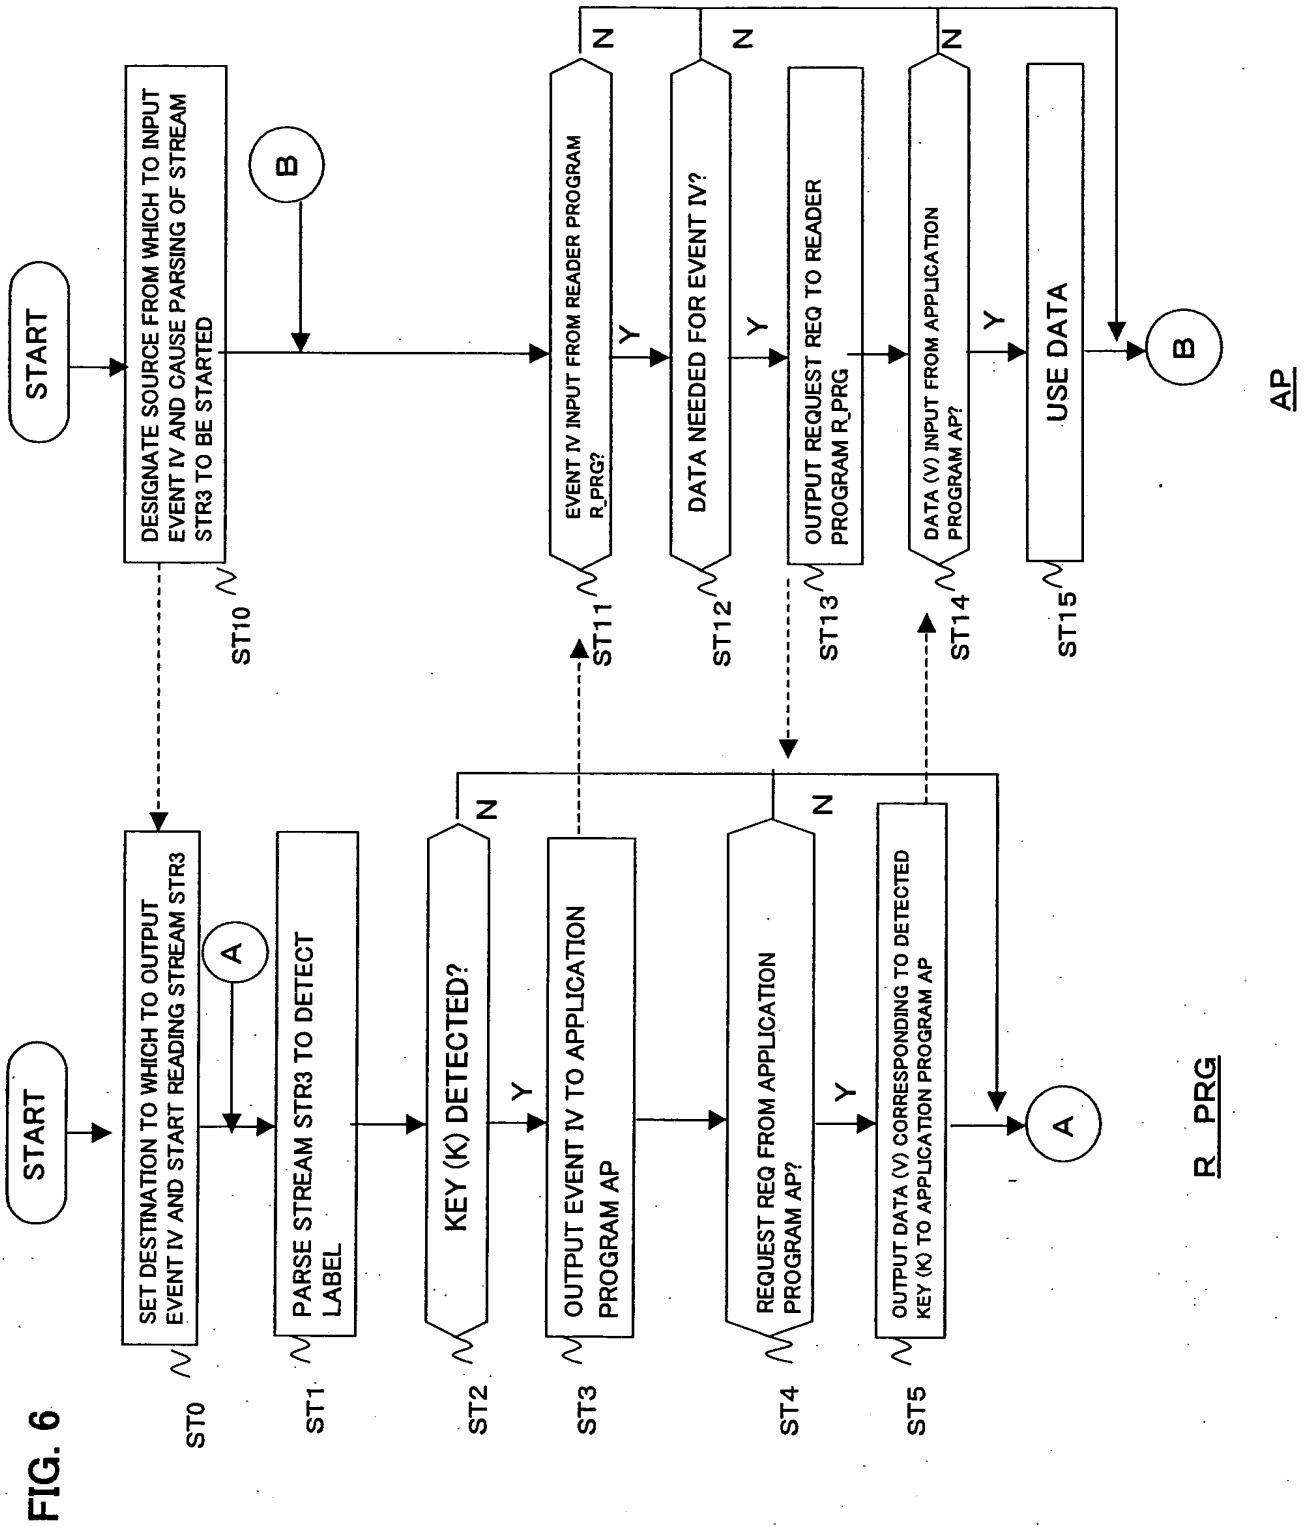 FIG. 6
START
ST0
SET DESTINATION TO WHICH TO OUTPUT
EVENT IV AND START READING STREAM STR3
A
ST1
PARSE STREAM STR3 TO DETECT
LABEL
ST2
KEY (K) DETECTED?
N
Y
ST3
OUTPUT EVENT IV TO APPLICATION
PROGRAM AP
ST4
REQUEST REQ FROM APPLICATION
PROGRAM AP?
N
Y
ST5
OUTPUT DATA (V) CORRESPONDING TO DETECTED
KEY (K) TO APPLICATION PROGRAM AP
A
R_PRG
START
DESIGNATE SOURCE FROM WHICH TO INPUT
EVENT IV AND CAUSE PARSING OF STREAM
STR3 TO BE STARTED
ST10
B
EVENT IV INPUT FROM READER PROGRAM
R_PRG?
ST11
N
Y
DATA NEEDED FOR EVENT IV?
ST12
N
Y
OUTPUT REQUEST REQ TO READER
PROGRAM R_PRG
ST13
DATA (V) INPUT FROM APPLICATION
PROGRAM AP?
ST14
N
Y
USE DATA
ST15
B
AP